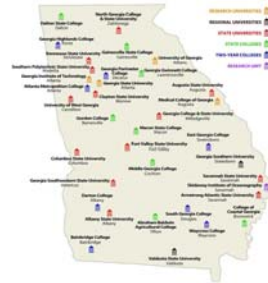 RESEARCH UNIVERSITIES
REGIONAL UNIVERSITIES
STATE UNIVERSITIES
STATE COLLEGES
TWO-YEAR COLLEGES
RESEARCH UNIT
Dalton State College
Dalton
North Georgia College
& State University
Dahlonega
Georgia Highlands College
Rome
Gainesville State College
Gainesville
Kennesaw State University
Kennesaw
University of Georgia
Athens
Southern Polytechnic State University
Marietta
Georgia Perimeter
College
Decatur
Georgia Gwinnett College
Lawrenceville
Georgia Institute of Technology
Atlanta
Georgia State University
Atlanta
Atlanta Metropolitan College
Atlanta
Clayton State University
Morrow
Augusta State University
Augusta
Medical College of Georgia
Augusta
University of West Georgia
Carrollton
Gordon College
Barnesville
Georgia College & State University
Milledgeville
Macon State College
Macon
Fort Valley State University
Fort Valley
East Georgia College
Swainsboro
Columbus State University
Columbus
Middle Georgia College
Cochran
Georgia Southern University
Statesboro
Georgia Southwestern State University
Americus
Savannah State University
Savannah
Skidaway Institute of Oceanography
Savannah
Armstrong Atlantic State University
Savannah
Darton College
Albany
Albany State University
Albany
Abraham Baldwin
Agricultural College
Tifton
South Georgia College
Douglas
Waycross College
Waycross
College of
Coastal Georgia
Brunswick
Bainbridge College
Bainbridge
Valdosta State University
Valdosta